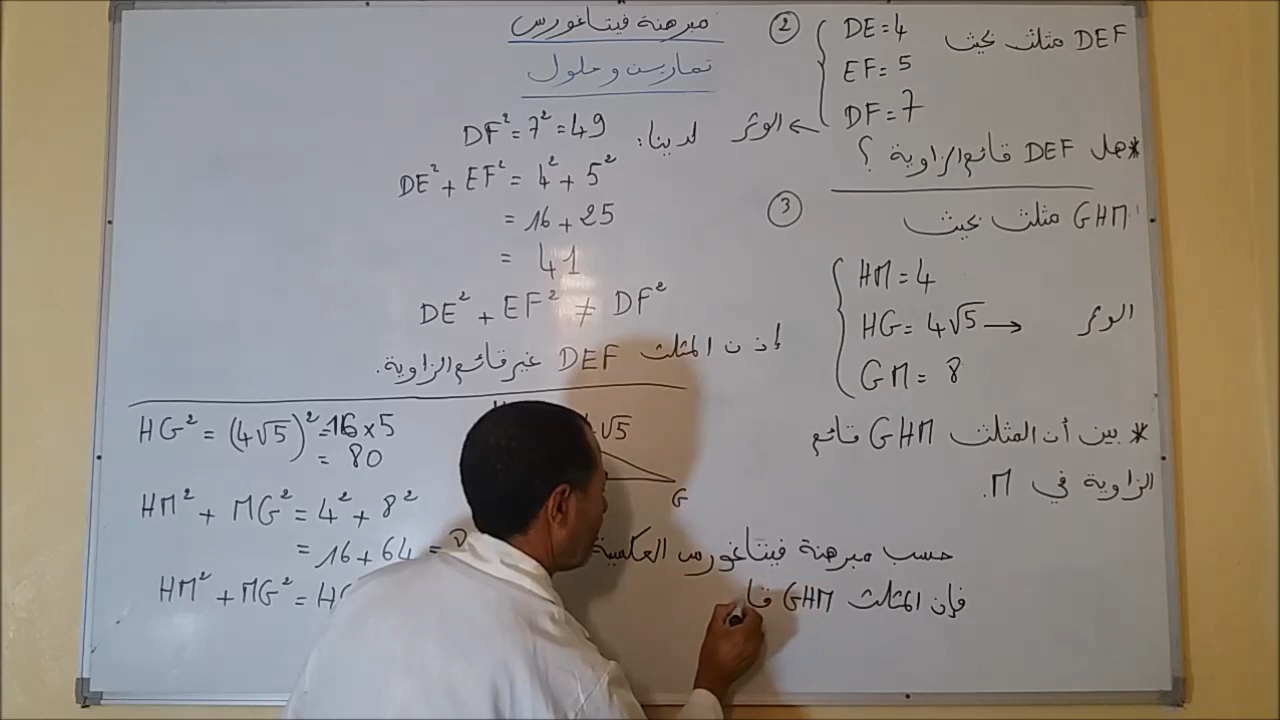 مبرهنة فيتاغورس
تمارين وحلول
② DEF مثلث بحيث
DE=4
EF=5
DF=7 → الوتر
*هل DEF قائم الزاوية ؟
لدينا: DF²=7²=49
DE²+EF²=4²+5²
=16+25
=41
DE²+EF²≠DF²
إذن المثلث DEF غير قائم الزاوية.
③ GHM مثلث بحيث
HM=4
HG=4√5 → الوتر
GM=8
* بين أن المثلث GHM قائم
الزاوية في M.
HG²=(4√5)²=16×5
=80
HM²+MG²=4²+8²
=16+64=
HM²+MG²=
√5
G
حسب مبرهنة فيتاغورس العكسية
فإن المثلث GHM قا